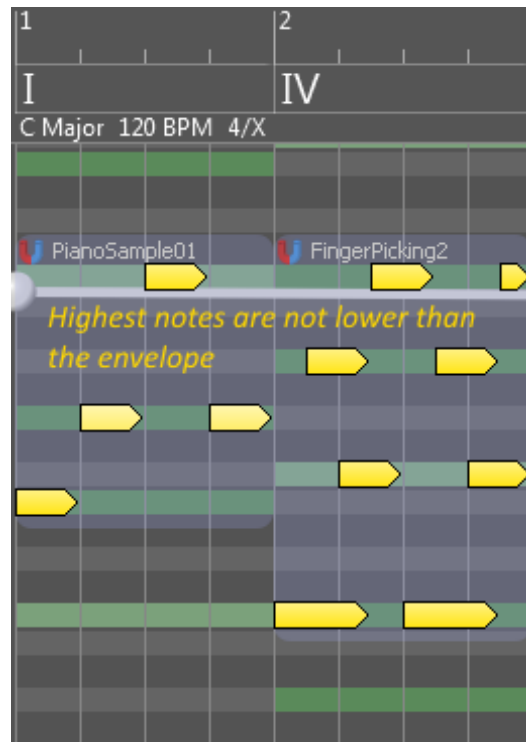 1 2
I IV
C Major 120 BPM 4/X
PianoSample01 FingerPicking2
Highest notes are not lower than
the envelope